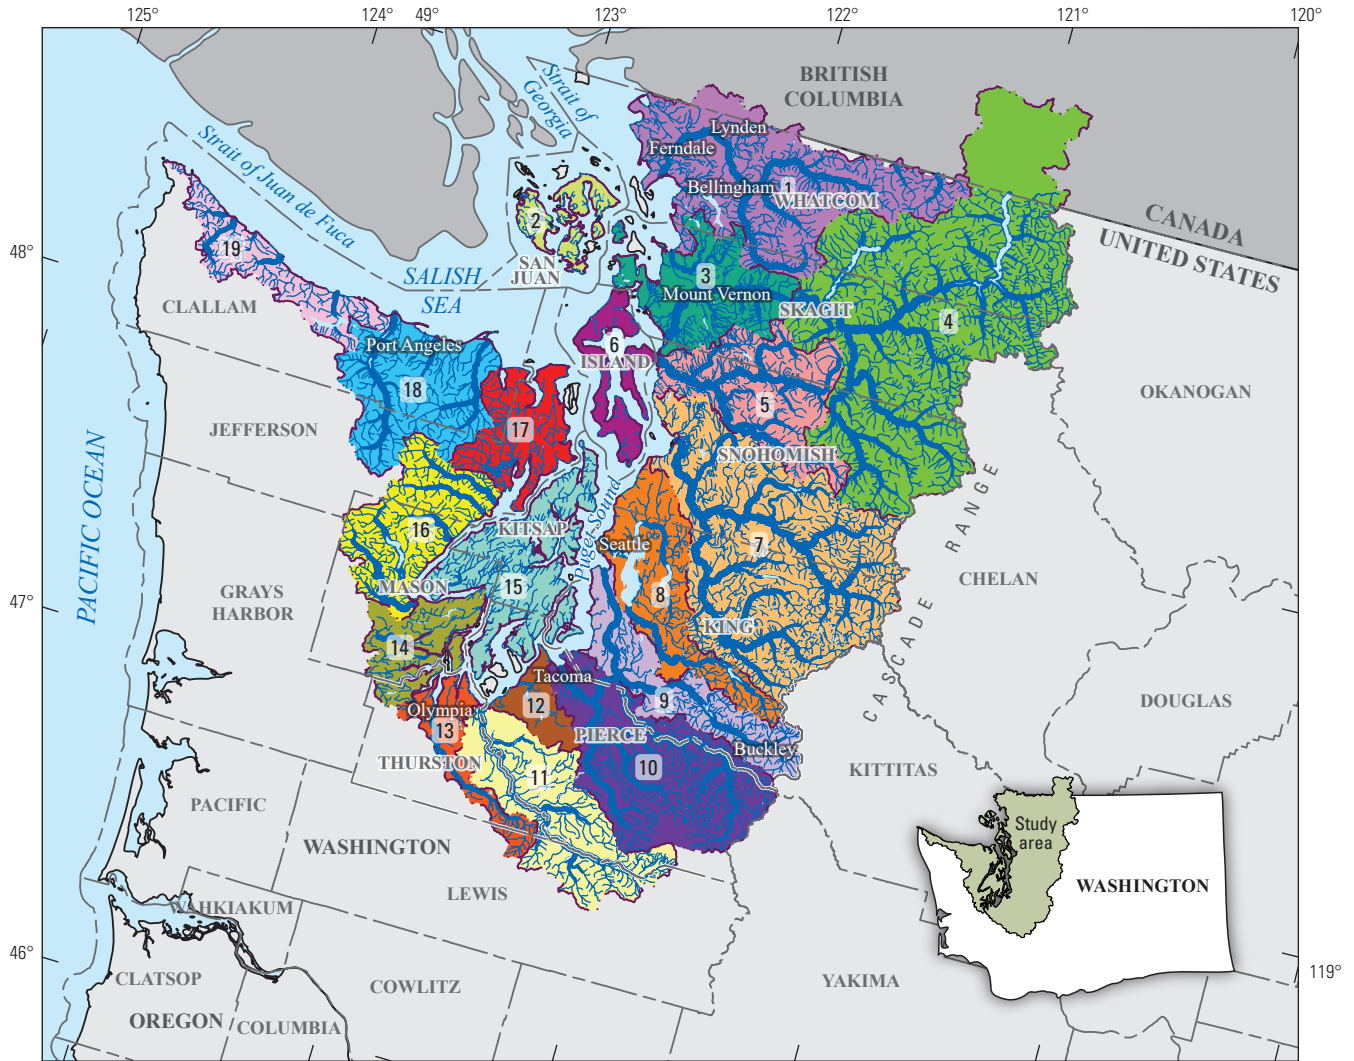 125°
124°
49°
123°
122°
121°
120°
BRITISH
COLUMBIA
Strait of
Georgia
Lynden
Ferndale
Strait of Juan de Fuca
Bellingham
1
WHATCOM
CANADA
UNITED STATES
2
19
48°
SAN
JUAN
SALISH
SEA
3
Mount Vernon
SKAGIT
4
CLALLAM
Port Angeles
6
ISLAND
18
5
OKANOGAN
JEFFERSON
17
SNOHOMISH
PACIFIC OCEAN
16
KITSAP
Puget Sound
Seattle
7
CASCADE RANGE
MASON
15
8
CHELAN
GRAYS
HARBOR
47°
KING
14
Tacoma
12
9
DOUGLAS
Olympia
13
PIERCE
Buckley
THURSTON
11
10
KITTITAS
PACIFIC
WASHINGTON
Study
area
WASHINGTON
LEWIS
WAHKIAKUM
46°
119°
CLATSOP
COWLITZ
YAKIMA
OREGON
COLUMBIA